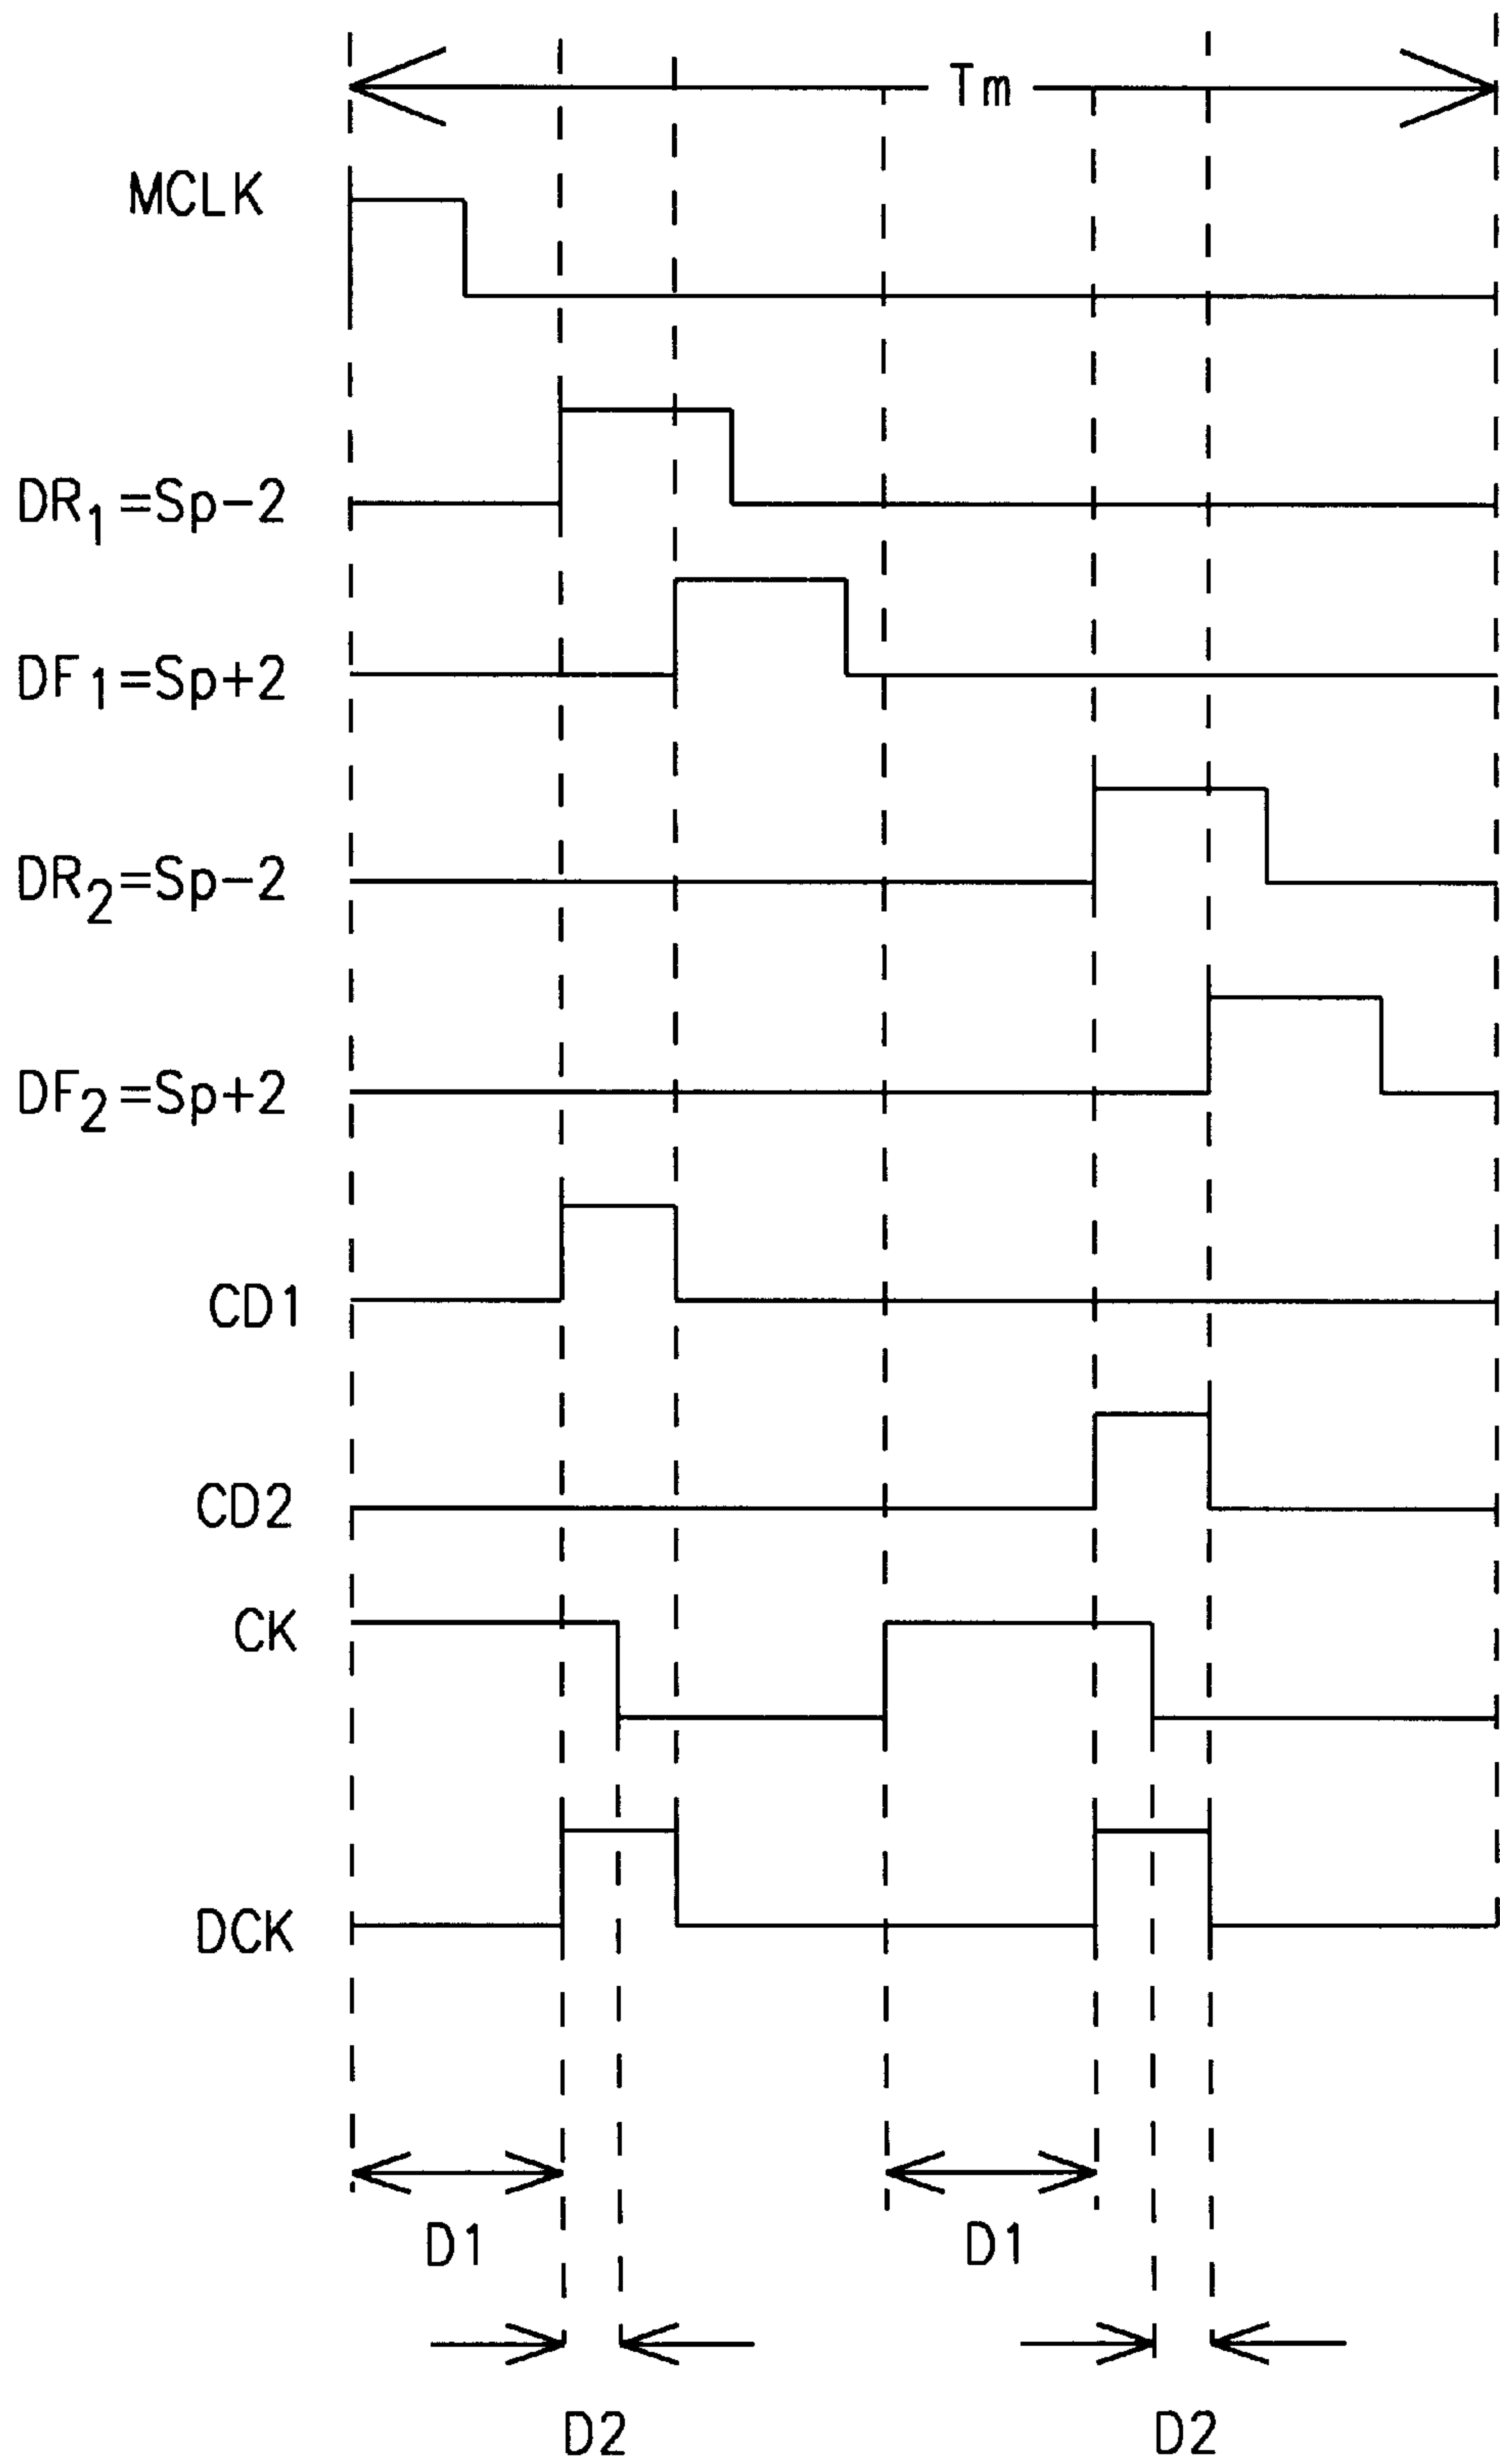 Tm
MCLK
DR1=Sp-2
DF1=Sp+2
DR2=Sp-2
DF2=Sp+2
CD1
CD2
CK
DCK
D1 D1
D2 D2